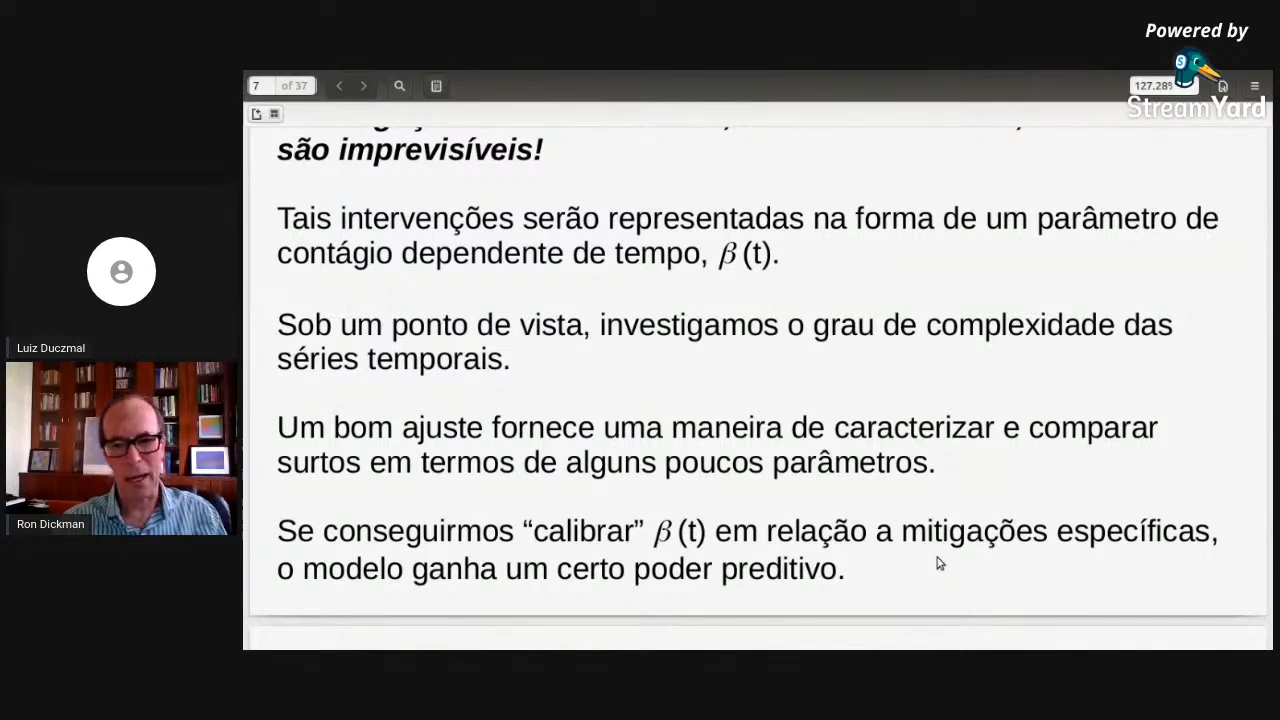 Powered by
StreamYard
7 of 37
127.28%
são imprevisíveis!
Tais intervenções serão representadas na forma de um parâmetro de
contágio dependente de tempo, β (t).
Sob um ponto de vista, investigamos o grau de complexidade das
séries temporais.
Um bom ajuste fornece uma maneira de caracterizar e comparar
surtos em termos de alguns poucos parâmetros.
Se conseguirmos “calibrar” β (t) em relação a mitigações específicas,
o modelo ganha um certo poder preditivo.
Luiz Duczmal
Ron Dickman